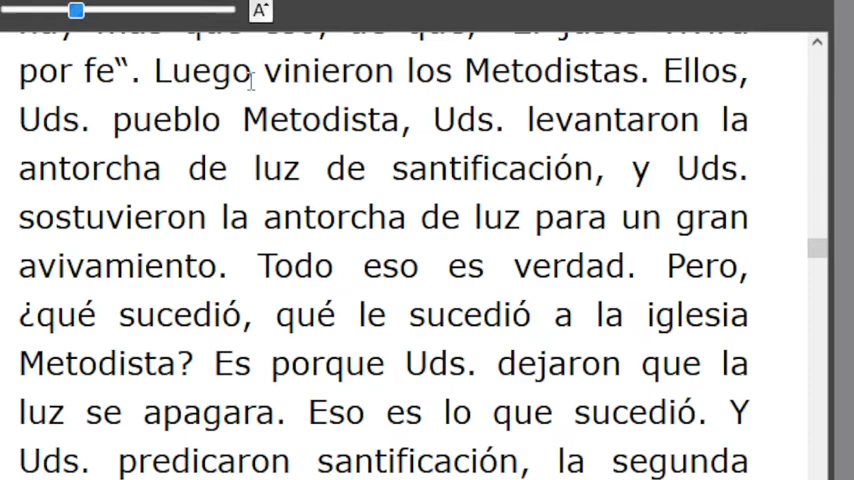 A
por fe“. Luego vinieron los Metodistas. Ellos,
Uds. pueblo Metodista, Uds. levantaron la
antorcha de luz de santificación, y Uds.
sostuvieron la antorcha de luz para un gran
avivamiento. Todo eso es verdad. Pero,
¿qué sucedió, qué le sucedió a la iglesia
Metodista? Es porque Uds. dejaron que la
luz se apagara. Eso es lo que sucedió. Y
Uds. predicaron santificación, la segunda